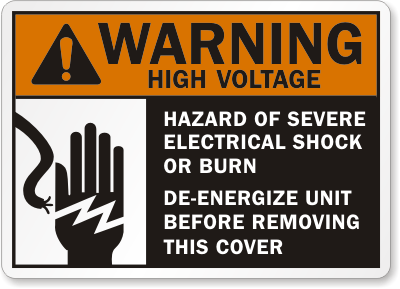 WARNING
HIGH VOLTAGE
HAZARD OF SEVERE
ELECTRICAL SHOCK
OR BURN
DE-ENERGIZE UNIT
BEFORE REMOVING
THIS COVER